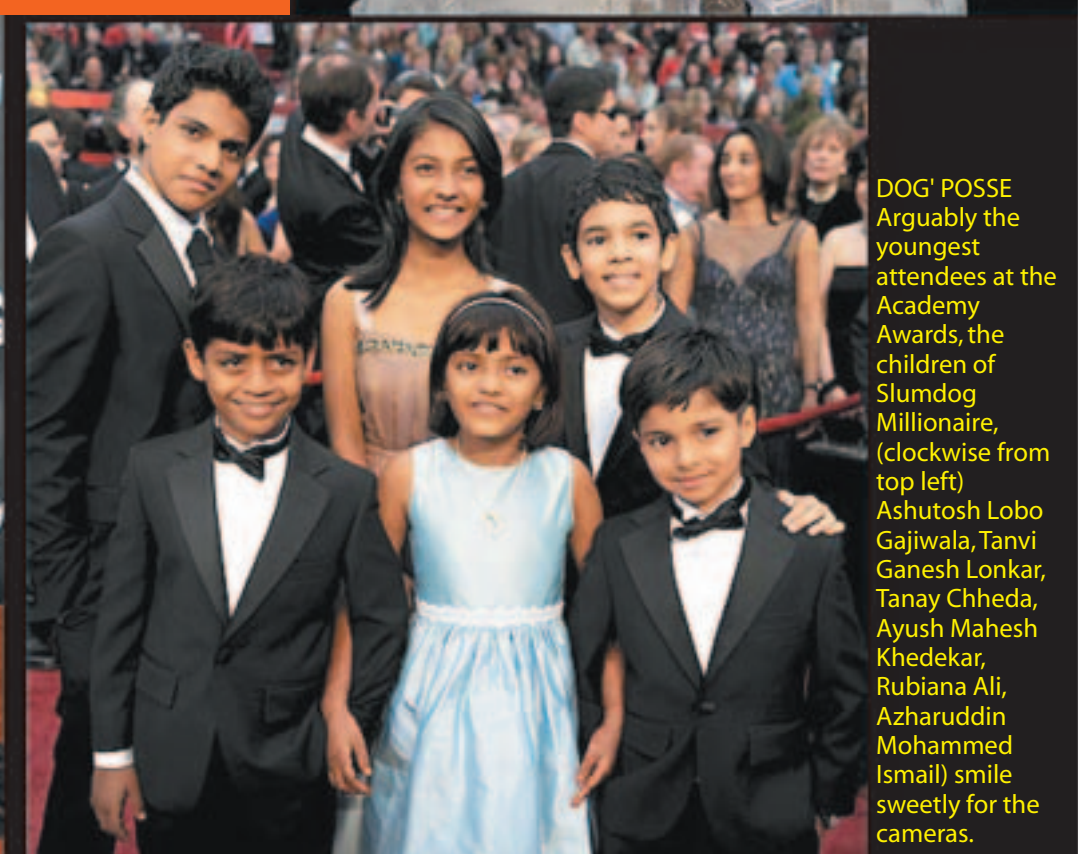 DOG' POSSE
Arguably the
youngest
attendees at the
Academy
Awards, the
children of
Slumdog
Millionaire,
(clockwise from
top left)
Ashutosh Lobo
Gajiwala, Tanvi
Ganesh Lonkar,
Tanay Chheda,
Ayush Mahesh
Khedekar,
Rubiana Ali,
Azharuddin
Mohammed
Ismail) smile
sweetly for the
cameras.